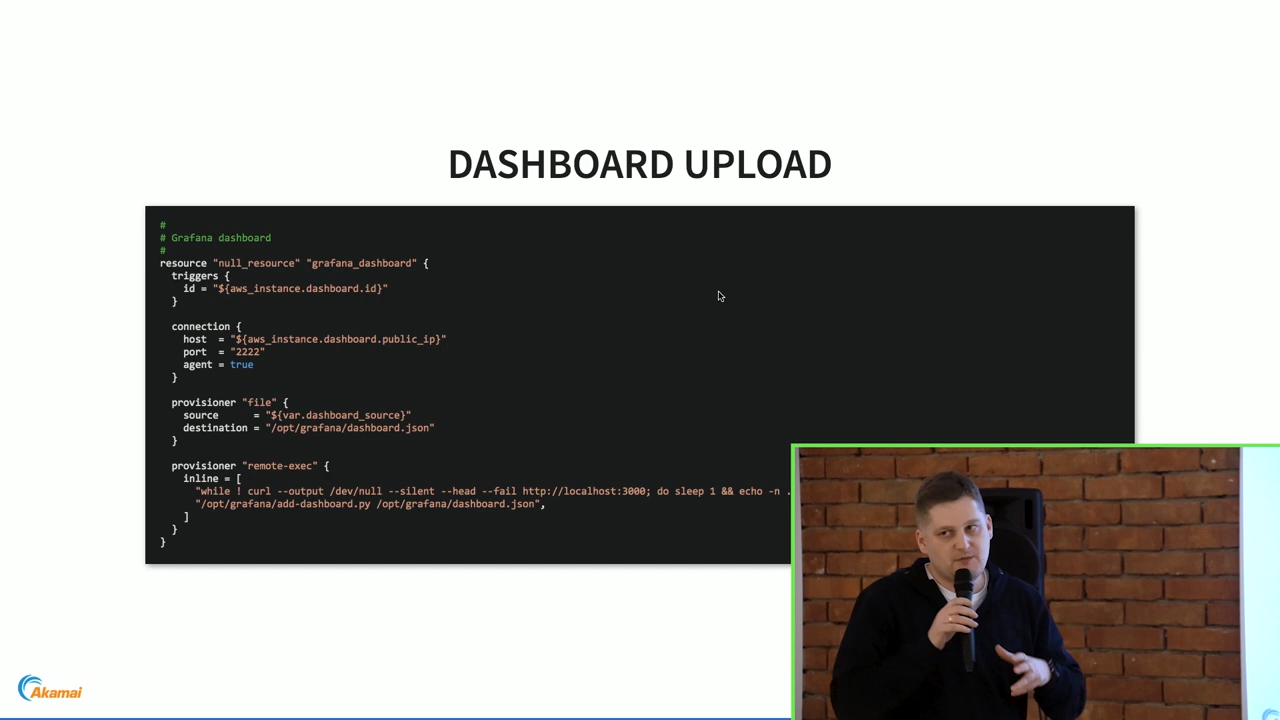 DASHBOARD UPLOAD
#
# Grafana dashboard
#
resource "null_resource" "grafana_dashboard" {
  triggers {
    id = "${aws_instance.dashboard.id}"
  }
  connection {
    host  = "${aws_instance.dashboard.public_ip}"
    port  = "2222"
    agent = true
  }
  provisioner "file" {
    source      = "${var.dashboard_source}"
    destination = "/opt/grafana/dashboard.json"
  }
  provisioner "remote-exec" {
    inline = [
      "while ! curl --output /dev/null --silent --head --fail http://localhost:3000; do sleep 1 && echo -n .
      "/opt/grafana/add-dashboard.py /opt/grafana/dashboard.json",
    ]
  }
}
Akamai